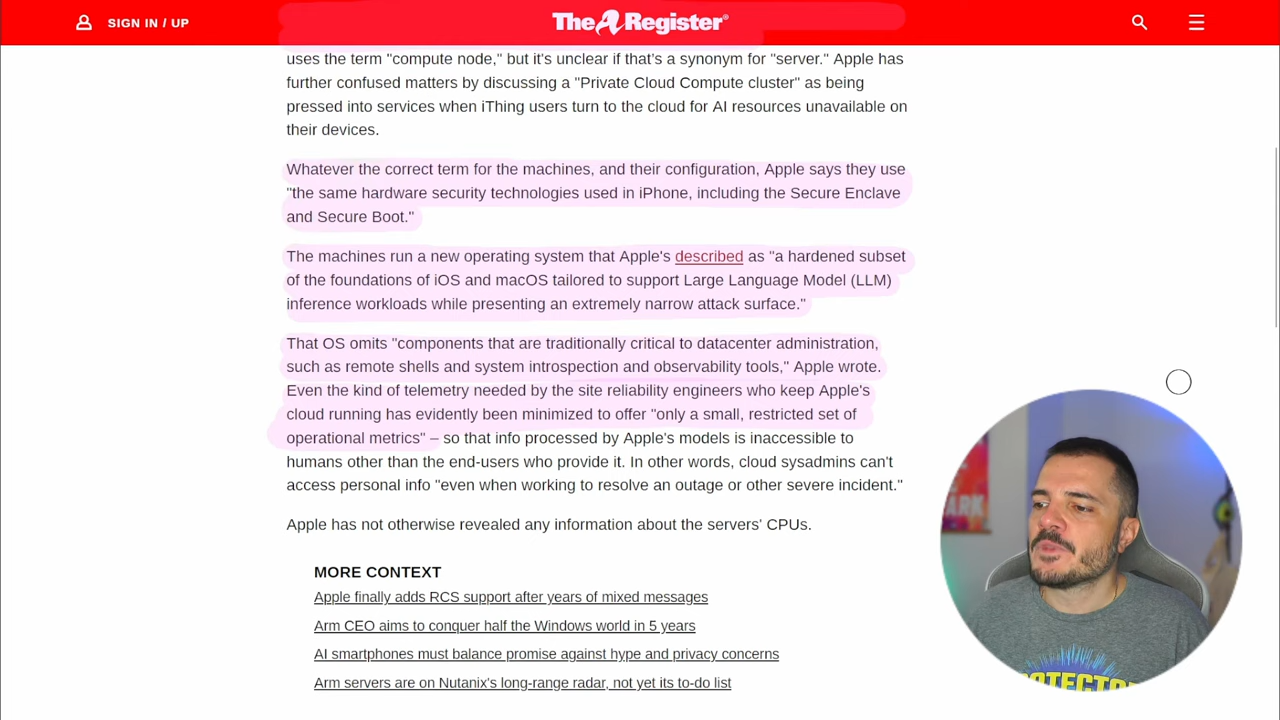 SIGN IN / UP
The Register®
uses the term "compute node," but it's unclear if that's a synonym for "server." Apple has
further confused matters by discussing a "Private Cloud Compute cluster" as being
pressed into services when iThing users turn to the cloud for AI resources unavailable on
their devices.
Whatever the correct term for the machines, and their configuration, Apple says they use
"the same hardware security technologies used in iPhone, including the Secure Enclave
and Secure Boot."
The machines run a new operating system that Apple's described as "a hardened subset
of the foundations of iOS and macOS tailored to support Large Language Model (LLM)
inference workloads while presenting an extremely narrow attack surface."
That OS omits "components that are traditionally critical to datacenter administration,
such as remote shells and system introspection and observability tools," Apple wrote.
Even the kind of telemetry needed by the site reliability engineers who keep Apple's
cloud running has evidently been minimized to offer "only a small, restricted set of
operational metrics" – so that info processed by Apple's models is inaccessible to
humans other than the end-users who provide it. In other words, cloud sysadmins can't
access personal info "even when working to resolve an outage or other severe incident."
Apple has not otherwise revealed any information about the servers' CPUs.
MORE CONTEXT
Apple finally adds RCS support after years of mixed messages
Arm CEO aims to conquer half the Windows world in 5 years
AI smartphones must balance promise against hype and privacy concerns
Arm servers are on Nutanix's long-range radar, not yet its to-do list